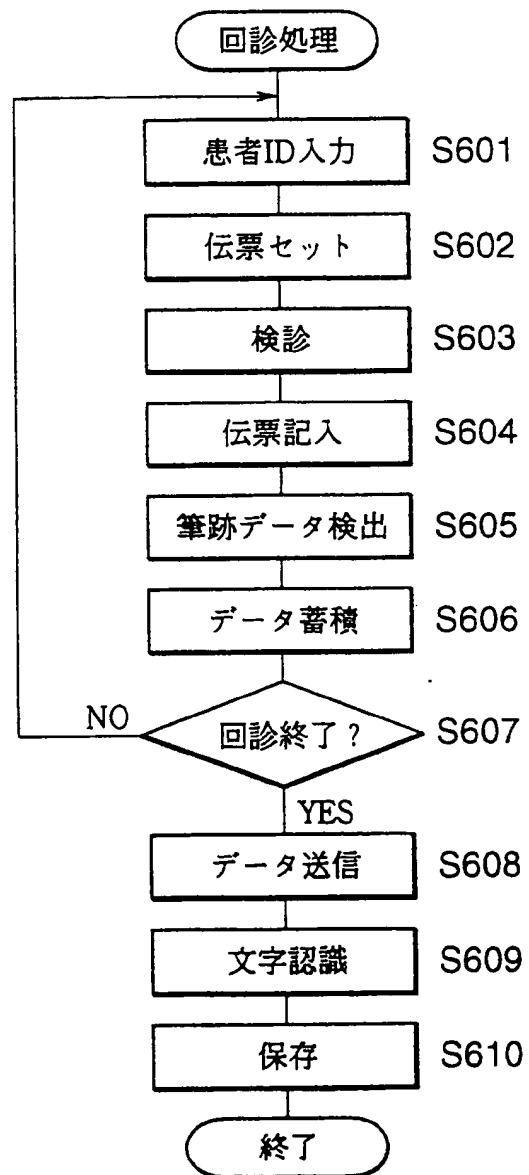 回診処理
患者ID入力 S601
伝票セット S602
検診 S603
伝票記入 S604
筆跡データ検出 S605
データ蓄積 S606
NO 回診終了? S607
YES
データ送信 S608
文字認識 S609
保存 S610
終了